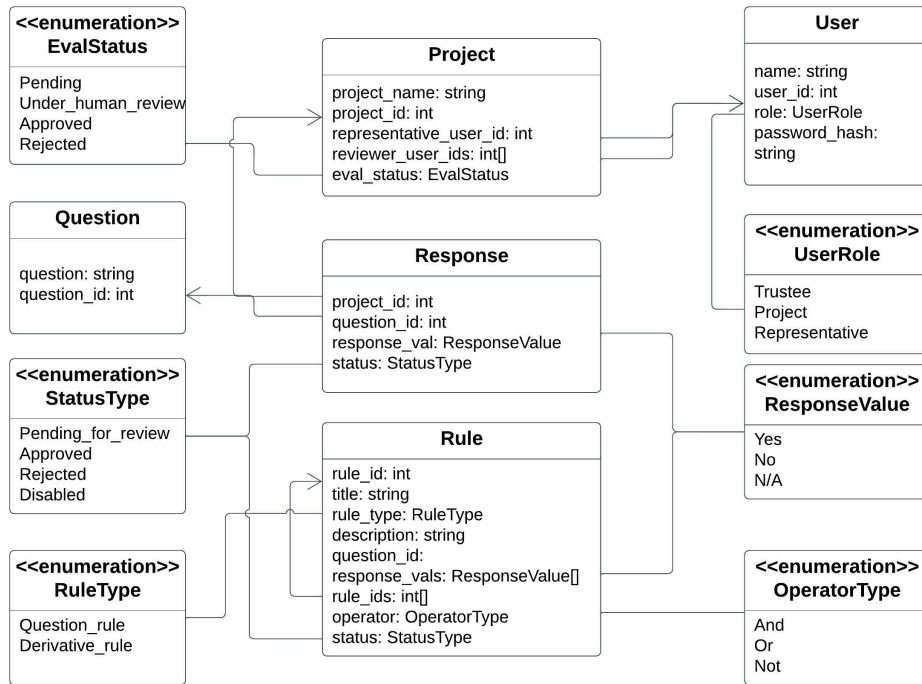 <<enumeration>>
EvalStatus
Pending
Under_human_review
Approved
Rejected
Project
project_name: string
project_id: int
representative_user_id: int
reviewer_user_ids: int[]
eval_status: EvalStatus
User
name: string
user_id: int
role: UserRole
password_hash:
string
Question
question: string
question_id: int
Response
project_id: int
question_id: int
response_val: ResponseValue
status: StatusType
<<enumeration>>
UserRole
Trustee
Project
Representative
<<enumeration>>
StatusType
Pending_for_review
Approved
Rejected
Disabled
Rule
rule_id: int
title: string
rule_type: RuleType
description: string
question_id:
response_vals: ResponseValue[]
rule_ids: int[]
operator: OperatorType
status: StatusType
<<enumeration>>
ResponseValue
Yes
No
N/A
<<enumeration>>
RuleType
Question_rule
Derivative_rule
<<enumeration>>
OperatorType
And
Or
Not